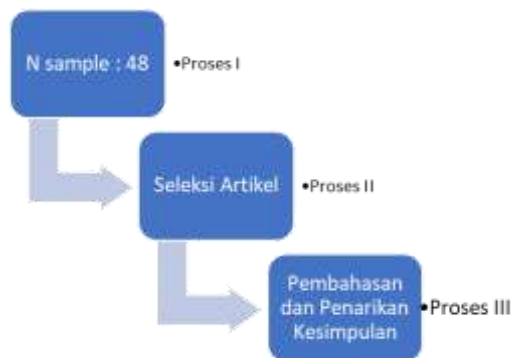 N sample : 48
•Proses I
Seleksi Artikel
•Proses II
Pembahasan
dan Penarikan
Kesimpulan
•Proses III